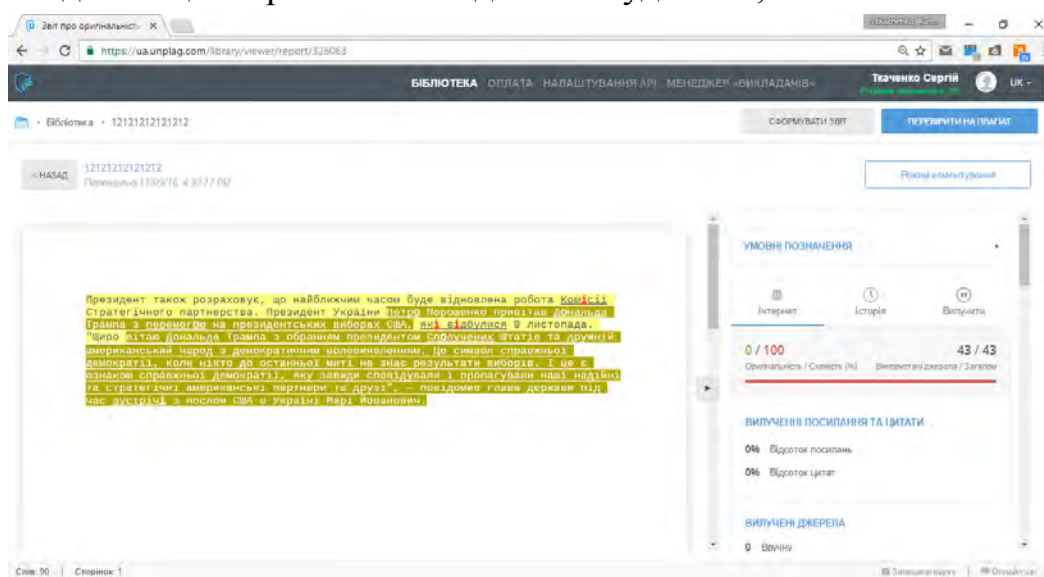 Звіт про оригінальніст
https://ua.unplag.com/library/viewer/report/326063
БІБЛІОТЕКА ОПЛАТА НАЛАШТУВАННЯ АРІ МЕНЕДЖЕР «ВИКЛАДАЧІВ» Ткаченко Сергій UK
Бібліотека • 12121212121212 СФОРМУВАТИ ЗВІТ ПЕРЕВІРИТИ НА ПЛАГІАТ
< НАЗАД 12121212121212 Режим коментування
Перевірено 11/09/16
УМОВНІ ПОЗНАЧЕННЯ
Президент також розраховує, що найближчим часом буде відновлена робота Комісії
Стратегічного партнерства. Президент України Петро Порошенко привітав Дональда
Трампа з перемогою на президентських виборах США, які відбулися 8 листопада.
"Щиро вітаю Дональда Трампа з обранням президентом Сполучених Штатів та дружній
американський народ з демократичним волевиявленням. Це символ справжньої
демократії, коли ніхто до останньої миті не знає результати виборів. І це є
ознакою справжньої демократії, яку завжди сповідували і пропагували наші надійні
та стратегічні американські партнери та друзі", – повідомив глава держави під
час зустрічі з послом США в Україні Марі Йованович.
Інтернет Історія Вилучити
0 / 100 43 / 43
Оригінальність / Схожість (%) Використані джерела / Загалом
ВИЛУЧЕННІ ПОСИЛАННЯ ТА ЦИТАТИ
0% Відсоток посилань
0% Відсоток цитат
ВИЛУЧЕНІ ДЖЕРЕЛА
0 Вручну
Слів: 90 | Сторінок: 1